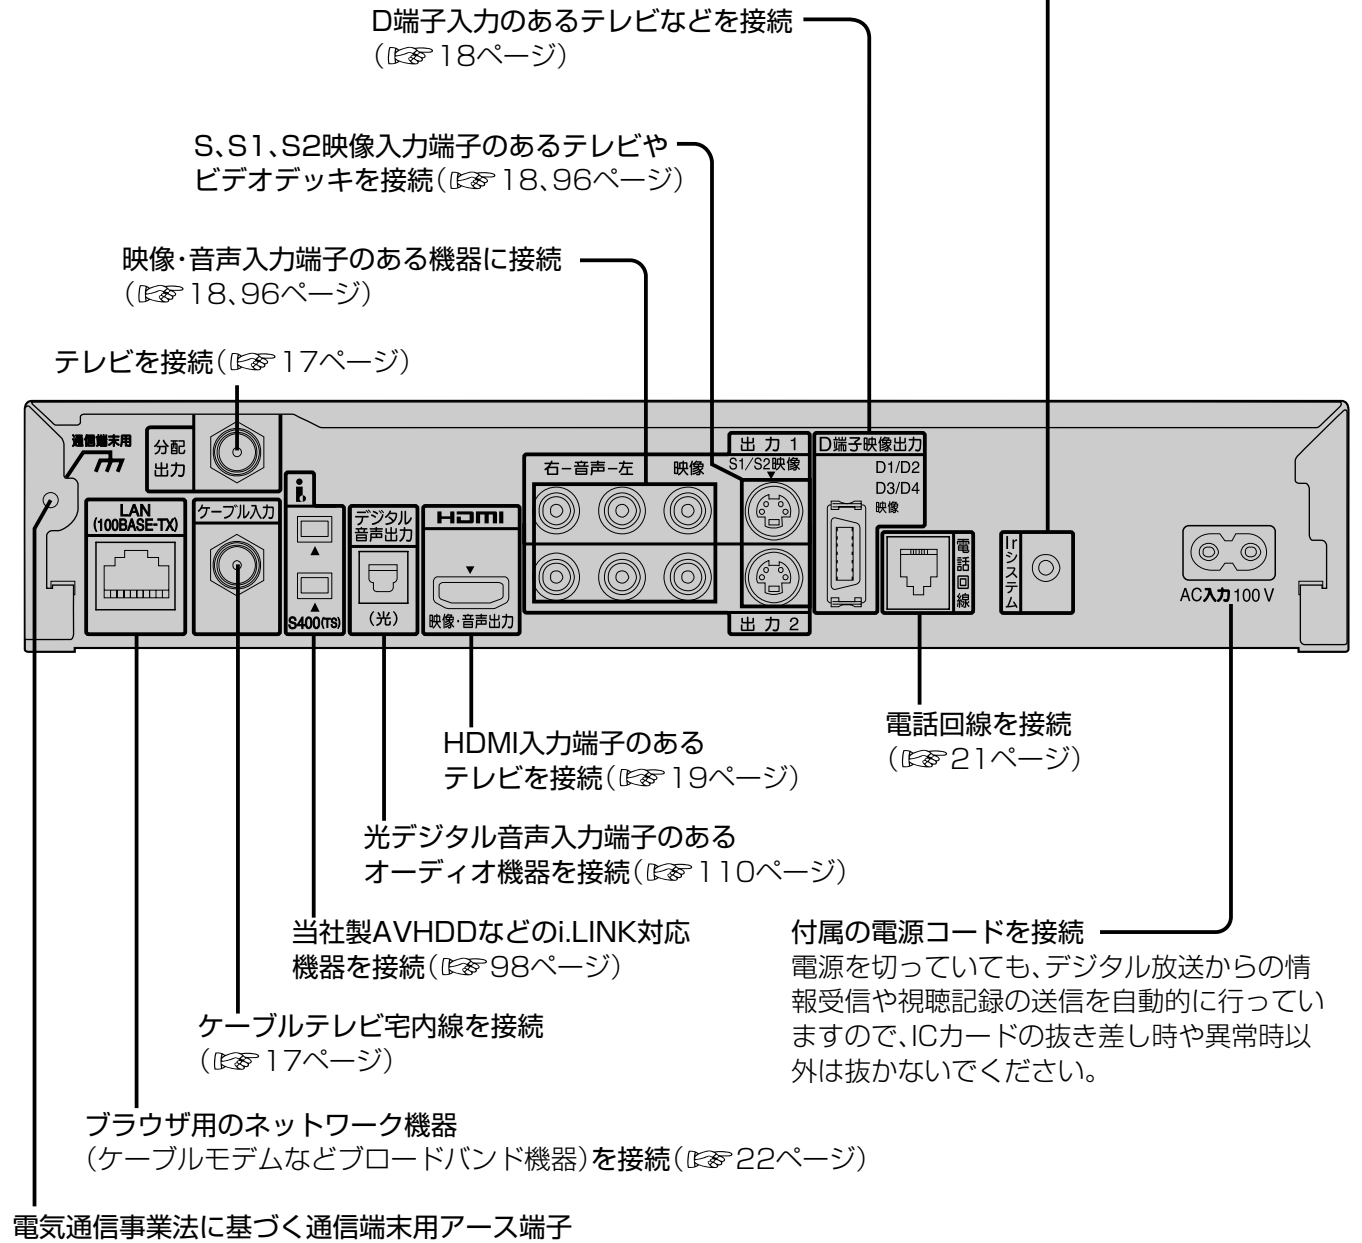 D端子入力のあるテレビなどを接続
（☞18ページ）
S、S1、S2映像入力端子のあるテレビや
ビデオデッキを接続（☞18、96ページ）
映像・音声入力端子のある機器に接続
（☞18、96ページ）
テレビを接続（☞17ページ）
通信端末用
分配
出力
LAN
(100BASE-TX)
ケーブル入力
i
S400(TS)
デジタル
音声出力
（光）
HDMI
映像・音声出力
右－音声－左
映像
出力 1
S1/S2映像
出力 2
D端子映像出力
D1/D2
D3/D4
映像
電話回線
Irシステム
AC入力 100 V
電話回線を接続
（☞21ページ）
HDMI入力端子のある
テレビを接続（☞19ページ）
光デジタル音声入力端子のある
オーディオ機器を接続（☞110ページ）
当社製AVHDDなどのi.LINK対応
機器を接続（☞98ページ）
付属の電源コードを接続
電源を切っていても、デジタル放送からの情
報受信や視聴記録の送信を自動的に行ってい
ますので、ICカードの抜き差し時や異常時以
外は抜かないでください。
ケーブルテレビ宅内線を接続
（☞17ページ）
ブラウザ用のネットワーク機器
（ケーブルモデムなどブロードバンド機器）を接続（☞22ページ）
電気通信事業法に基づく通信端末用アース端子